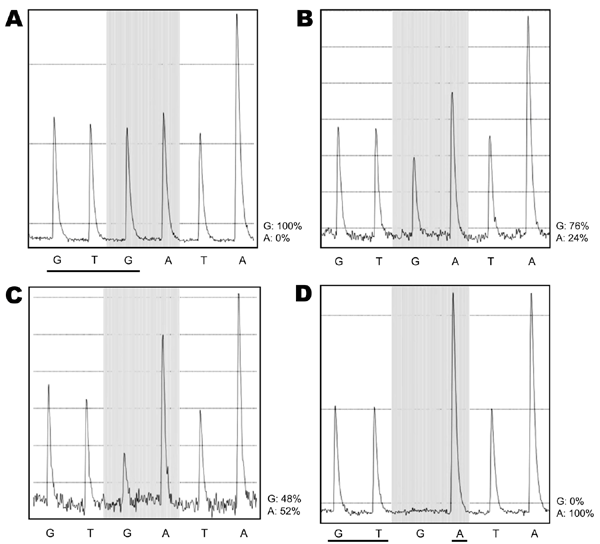 A
G: 100%
A: 0%
G T G A T A
B
G: 76%
A: 24%
G T G A T A
C
G: 48%
A: 52%
G T G A T A
D
G: 0%
A: 100%
G T G A T A